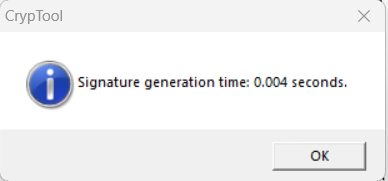 CrypTool
Signature generation time: 0.004 seconds.
OK